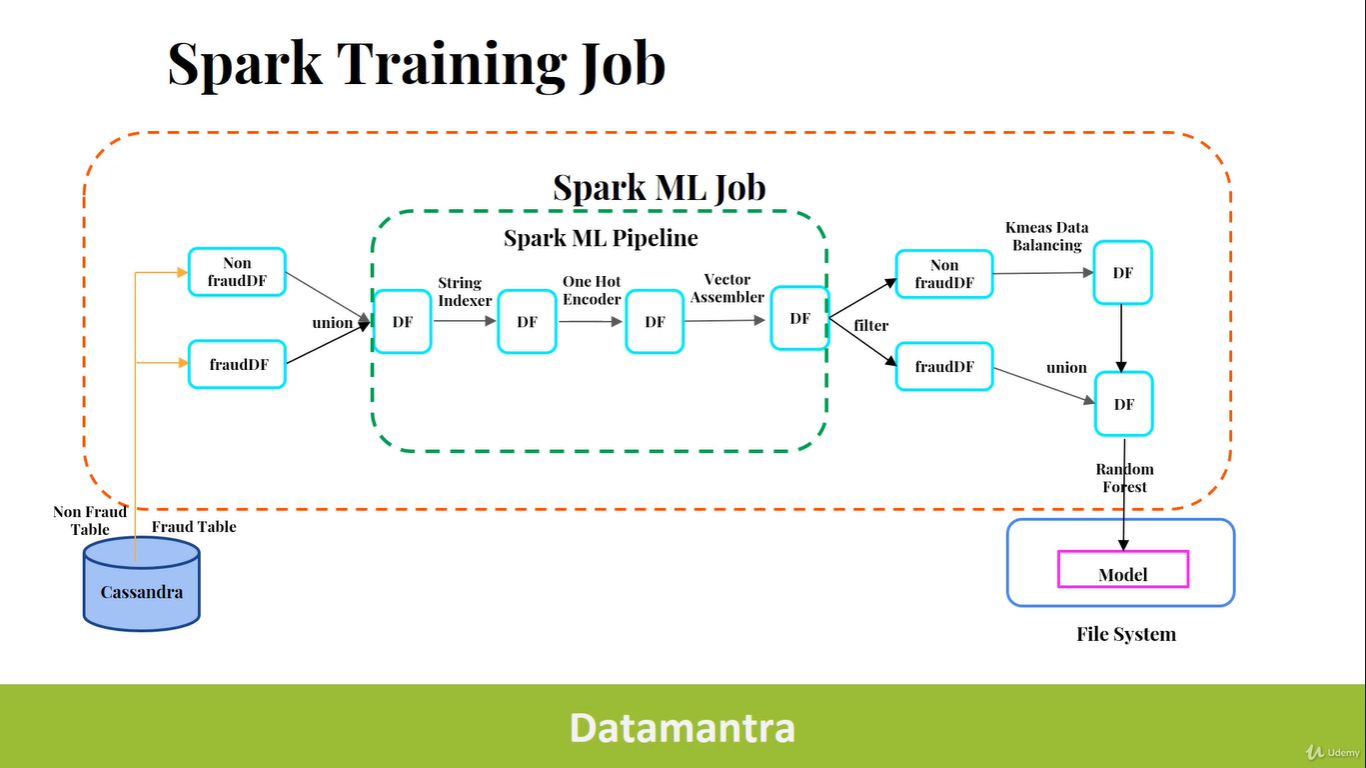 Spark Training Job
Spark ML Job
Spark ML Pipeline
Non
fraudDF
fraudDF
union
DF
String
Indexer
DF
One Hot
Encoder
DF
Vector
Assembler
DF
filter
Non
fraudDF
fraudDF
Kmeas Data
Balancing
DF
union
DF
Random
Forest
Non Fraud
Table
Fraud Table
Cassandra
Model
File System
Datamantra
Udemy